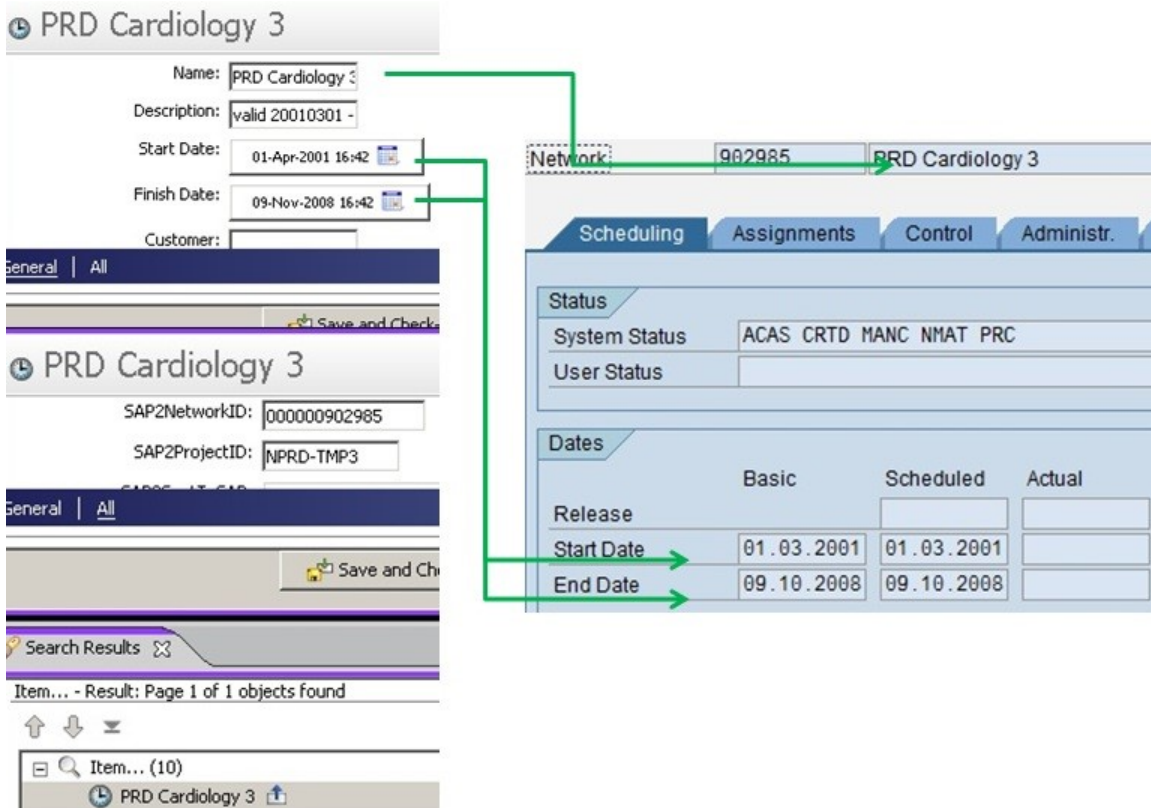 PRD Cardiology 3
Name: PRD Cardiology 3
Description: valid 20010301 -
Start Date: 01-Apr-2001 16:42
Finish Date: 09-Nov-2008 16:42
Customer:
General | All
Save and Check-
PRD Cardiology 3
SAP2NetworkID: 000000902985
SAP2ProjectID: NPRD-TMP3
General | All
Save and Che
Search Results
Item... - Result: Page 1 of 1 objects found
Item... (10)
PRD Cardiology 3
Network 902985 PRD Cardiology 3
Scheduling Assignments Control Administr.
Status
System Status ACAS CRTD MANC NMAT PRC
User Status
Dates
Basic Scheduled Actual
Release
Start Date 01.03.2001 01.03.2001
End Date 09.10.2008 09.10.2008